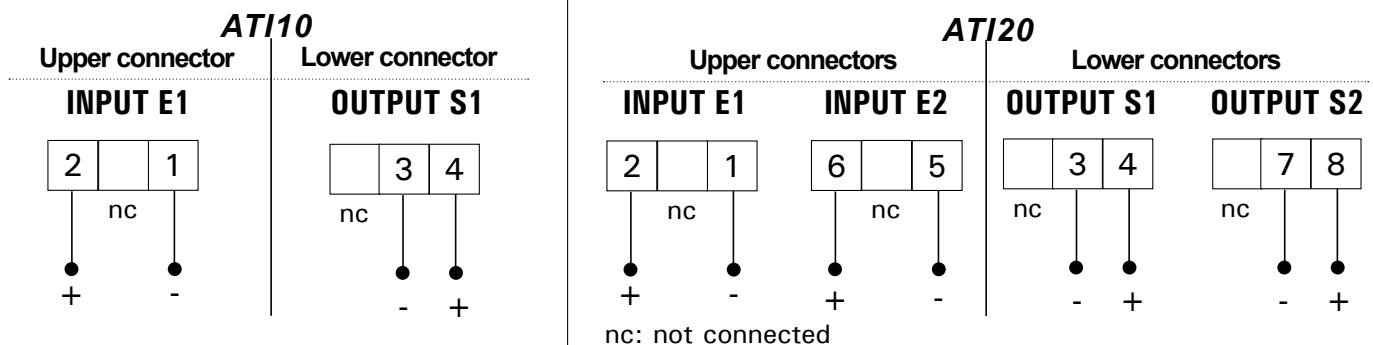 ATI10
Upper connector Lower connector
INPUT E1 OUTPUT S1
2 1 3 4
nc nc
+ - - +
ATI20
Upper connectors Lower connectors
INPUT E1 INPUT E2 OUTPUT S1 OUTPUT S2
2 1 6 5 3 4 7 8
nc nc nc nc
+ - + - - + - +
nc: not connected